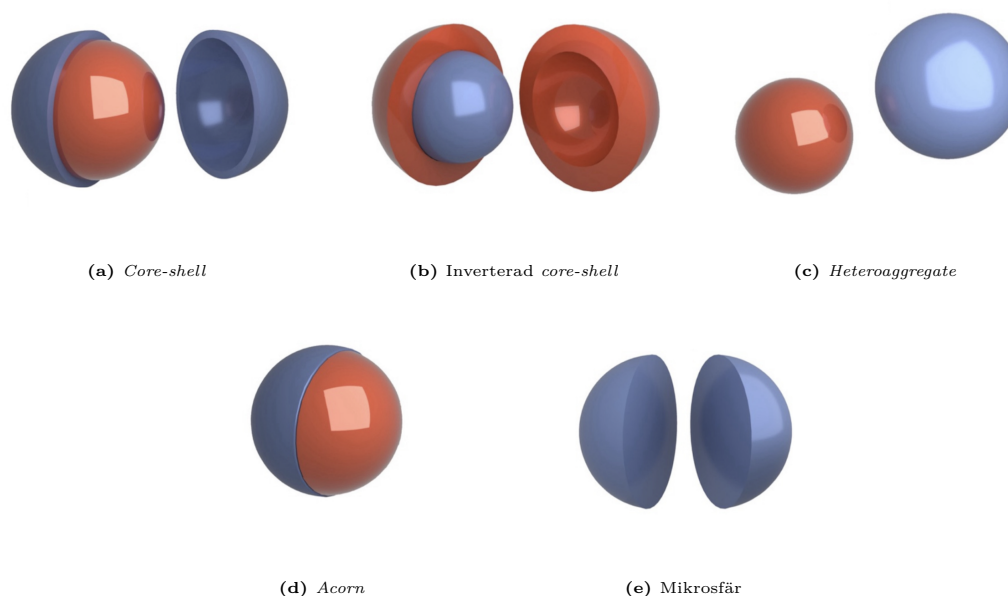 (a) Core-shell
(b) Inverterad core-shell
(c) Heteroaggregate
(d) Acorn
(e) Mikrosfär